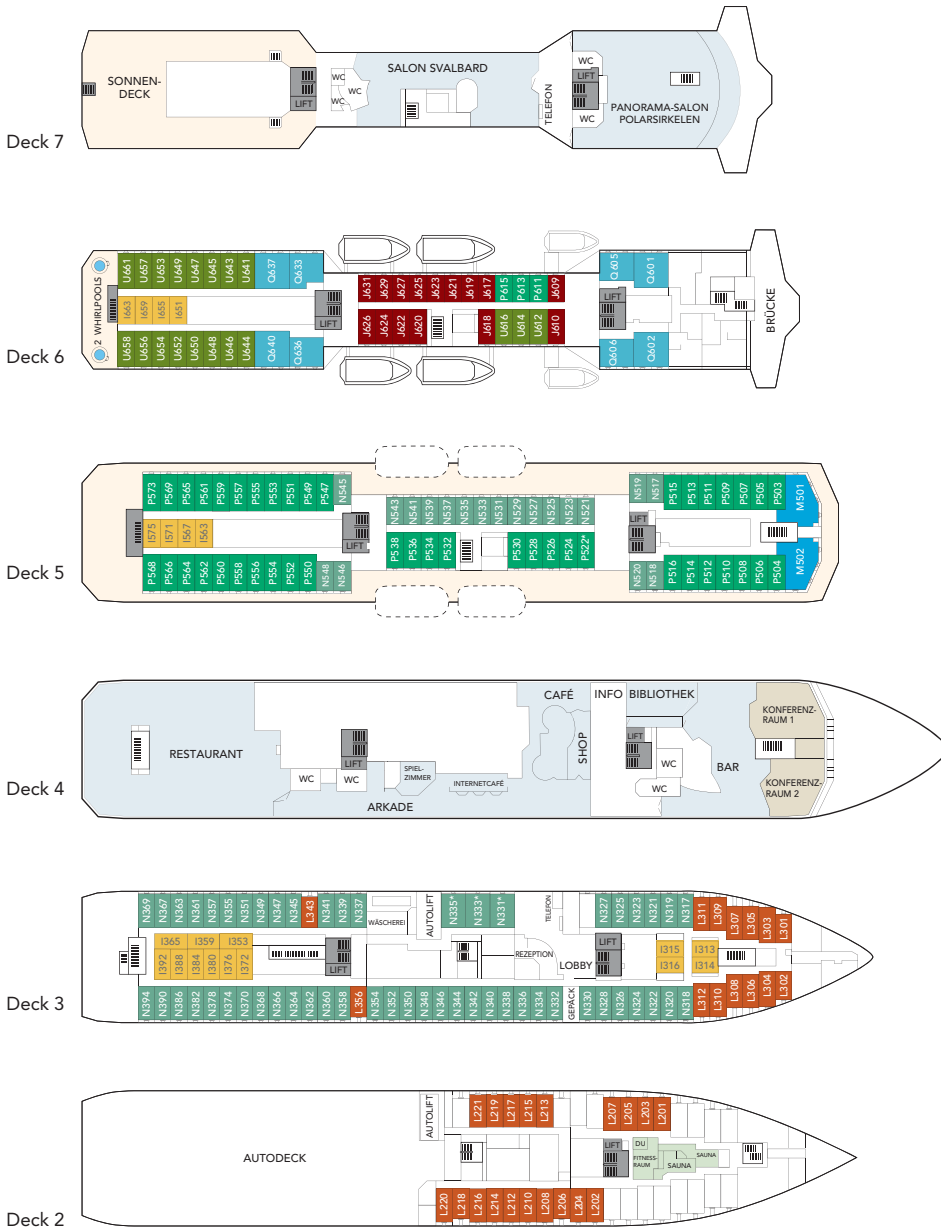 SONNEN-
DECK
LIFT
WC
WC
WC
SALON SVALBARD
TELEFON
WC
LIFT
WC
PANORAMA-SALON
POLARSIRKELEN
Deck 7
2 WHIRLPOOLS
U661 U657 U653 U649 U647 U645 U643 U641 Q637 Q633
I663 I659 I655 I651
LIFT
U658 U656 U654 U652 U650 U648 U646 U644 Q640 Q636
J631 J629 J627 J625 J623 J621 J619 J617 P615 P613 P611 J609
J626 J624 J622 J620 J618 U616 U614 U612 J610
Q605 Q601
LIFT
Q606 Q602
BRÜCKE
Deck 6
P573 P569 P565 P561 P559 P557 P555 P553 P551 P549 P547 N545
I575 I571 I567 I563
LIFT
P568 P566 P564 P562 P560 P558 P556 P554 P552 P550 N548 N546
N543 N541 N539 N537 N535 N533 N531 N529 N527 N525 N523 N521
P538 P536 P534 P532 P530 P528 P526 P524 P522*
N519 N517 P515 P513 P511 P509 P507 P505 P503 M501
LIFT
N520 N518 P516 P514 P512 P510 P508 P506 P504 M502
Deck 5
RESTAURANT
LIFT
WC
WC
SPIEL-
ZIMMER
INTERNETCAFÉ
ARKADE
CAFÉ
SHOP
INFO
BIBLIOTHEK
LIFT
WC
WC
BAR
KONFERENZ-
RAUM 1
KONFERENZ-
RAUM 2
Deck 4
N369 N367 N363 N361 N357 N355 N351 N349 N347 N345 L343 N341 N339 N337
WÄSCHEREI
AUTOLIFT
N335* N333* N331*
TELEFON
N327 N325 N323 N321 N319 N317 L311 L309 L307 L305 L303 L301
I365 I359 I353
I392 I388 I384 I380 I376 I372
LIFT
REZEPTION
LOBBY
LIFT
I315 I313
I316 I314
N394 N390 N386 N382 N378 N374 N370 N368 N366 N364 N362 N360 N358 L356 N354 N352 N350 N348 N346 N344 N342 N340 N338 N336 N334 N332
GEPÄCK
N330 N328 N326 N324 N322 N320 N318 L312 L310 L308 L306 L304 L302
Deck 3
AUTODECK
AUTOLIFT
L221 L219 L217 L215 L213
L207 L205 L203 L201
LIFT
DU
FITNESS-
RAUM
SAUNA
SAUNA
L220 L218 L216 L214 L212 L210 L208 L206 L204 L202
Deck 2